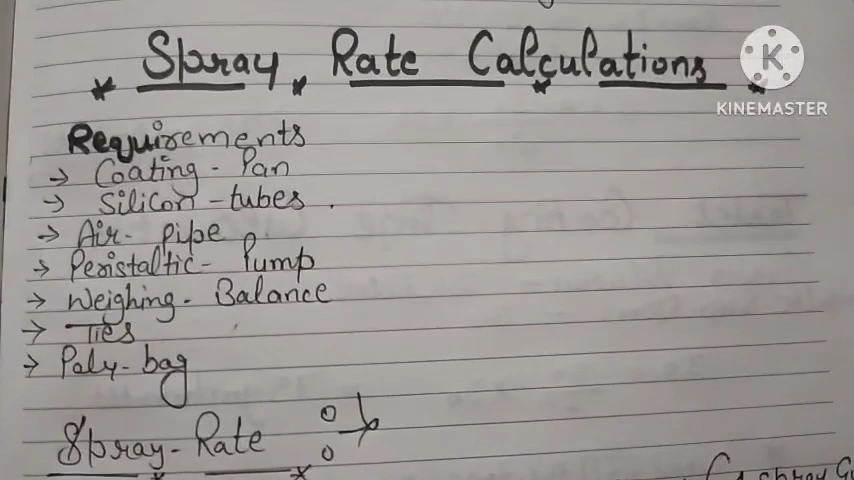 Spray Rate Calculations
KINEMASTER
Requirements
→ Coating - Pan
→ Silicon - tubes.
→ Air - pipe
→ Peristaltic - Pump
→ Weighing - Balance
→ Ties
→ Poly - bag
Spray - Rate